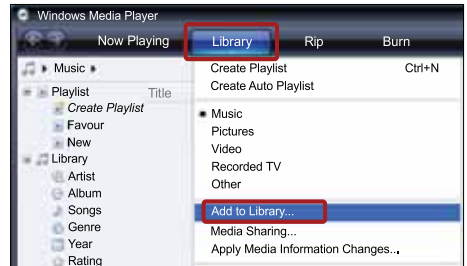 Windows Media Player
Now Playing Library Rip Burn
Music
Create Playlist Ctrl+N
Create Auto Playlist
Playlist Title
Create Playlist
Favour
New
Library
Artist
Album
Songs
Genre
Year
Rating
Music
Pictures
Video
Recorded TV
Other
Add to Library...
Media Sharing...
Apply Media Information Changes...